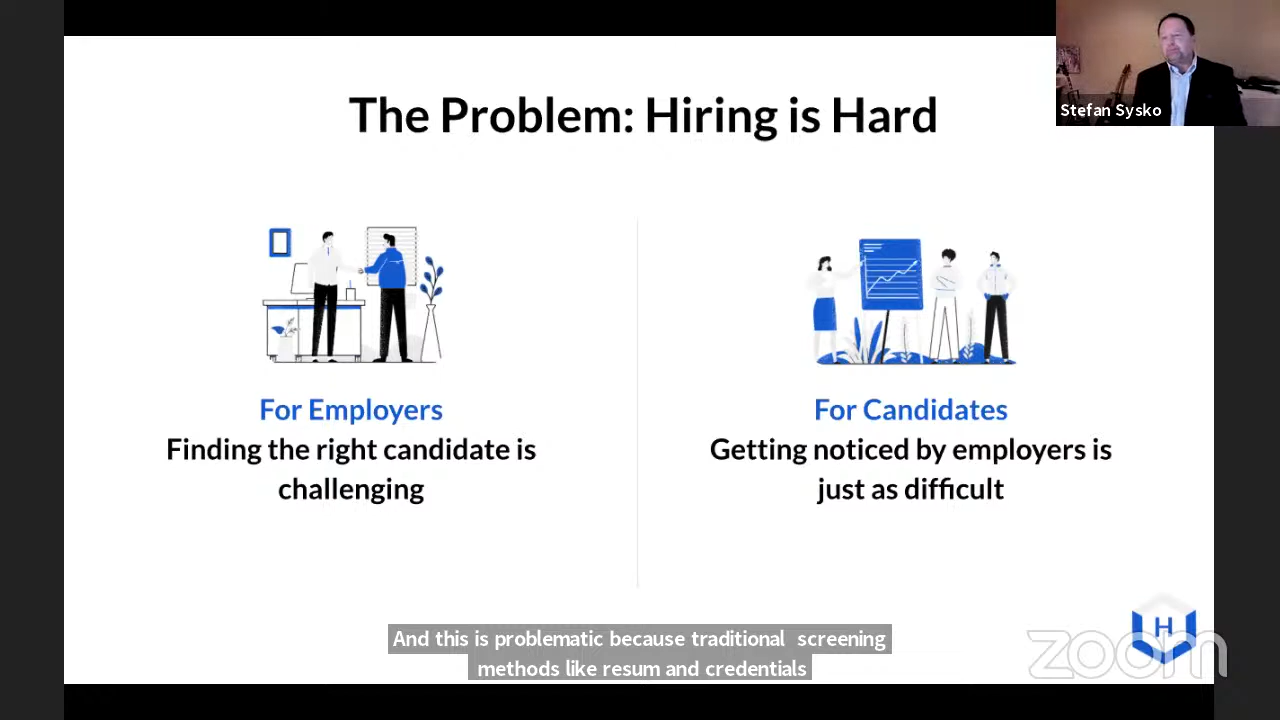 The Problem: Hiring is Hard
Stefan Sysko
For Employers
Finding the right candidate is
challenging
For Candidates
Getting noticed by employers is
just as difficult
And this is problematic because traditional  screening
methods like resum and credentials
H
zoom